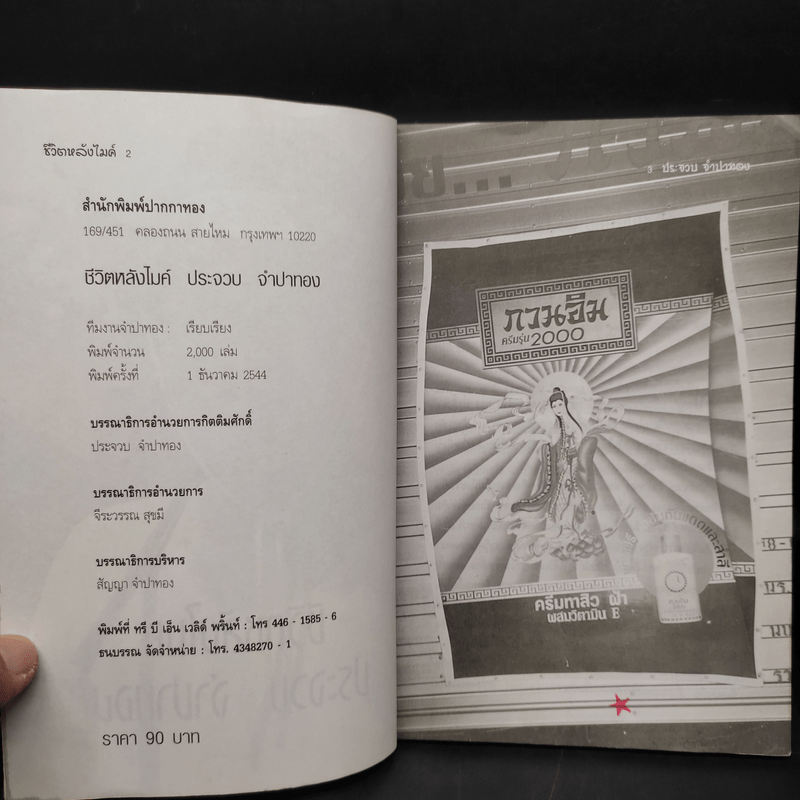 ชีวิตหลังไมค์ 2
สำนักพิมพ์ปากกาทอง
169/451 คลองถนน สายไหม กรุงเทพฯ 10220
ชีวิตหลังไมค์ ประจวบ จำปาทอง
ทีมงานจำปาทอง : เรียบเรียง
พิมพ์จำนวน 2,000 เล่ม
พิมพ์ครั้งที่ 1 ธันวาคม 2544
บรรณาธิการอำนวยการกิตติมศักดิ์
ประจวบ จำปาทอง
บรรณาธิการอำนวยการ
จีระวรรณ สุขมี
บรรณาธิการบริหาร
สัญญา จำปาทอง
พิมพ์ที่ ทรี บี เอ็น เวลิด์ พริ้นท์ : โทร 446 - 1585 - 6
ธนบรรณ จัดจำหน่าย : โทร. 4348270 - 1
ราคา 90 บาท
3 ประจวบ จำปาทอง
กวนอิม
ครีมรุ่น 2000
ครีมทาสิว ฝ้า
ผสมวิตามิน E